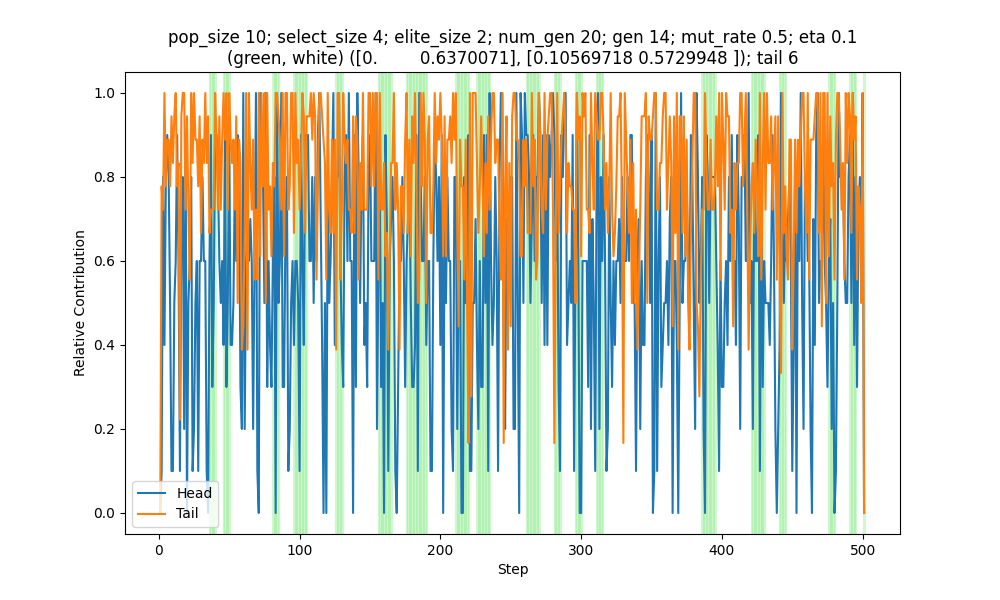 pop_size 10; select_size 4; elite_size 2; num_gen 20; gen 14; mut_rate 0.5; eta 0.1
(green, white) ([0.        0.6370071], [0.10569718 0.5729948 ]); tail 6
1.0
0.8
0.6
0.4
0.2
0.0
Relative Contribution
Head
Tail
0 100 200 300 400 500
Step